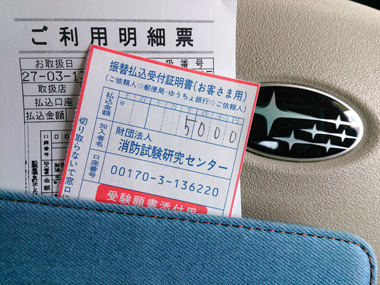 ご利用明細票
お取扱日
27-03-1
取扱店
払込口座
払込金額
振替払込受付証明書(お客さま用)
(ご依頼人⇨郵便局・ゆうちょ銀行⇨ご依頼人)
払込金額
5000
加入者名
財団法人
消防試験研究センター
口座番号
00170-3-136220
受験願書添付用
切り取らないで窓口に